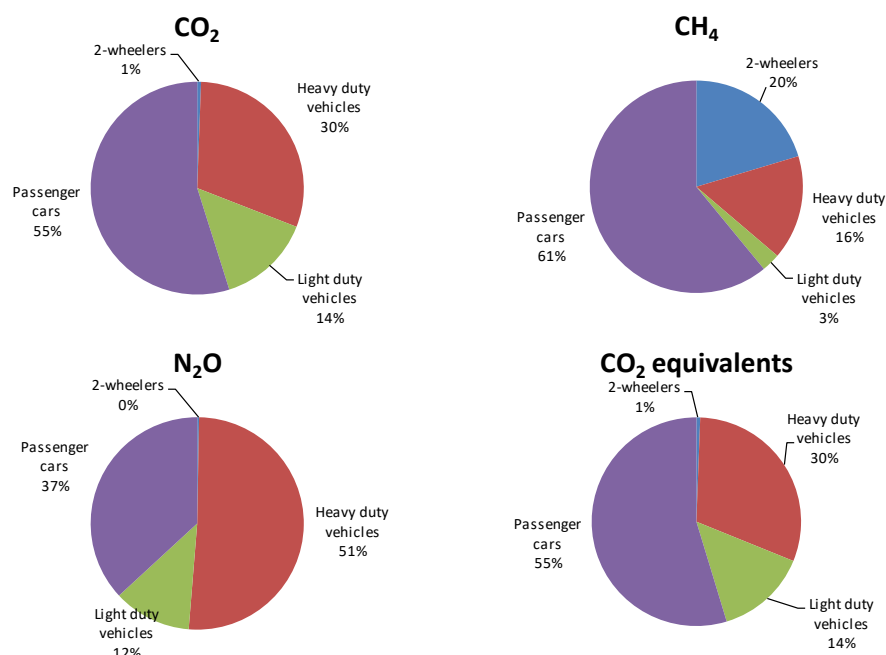 CO₂
2-wheelers
1%
Heavy duty
vehicles
30%
Passenger
cars
55%
Light duty
vehicles
14%
CH₄
2-wheelers
20%
Heavy duty
vehicles
16%
Passenger
cars
61%
Light duty
vehicles
3%
N₂O
2-wheelers
0%
Passenger
cars
37%
Heavy duty
vehicles
51%
Light duty
vehicles
12%
CO₂ equivalents
2-wheelers
1%
Heavy duty
vehicles
30%
Passenger
cars
55%
Light duty
vehicles
14%